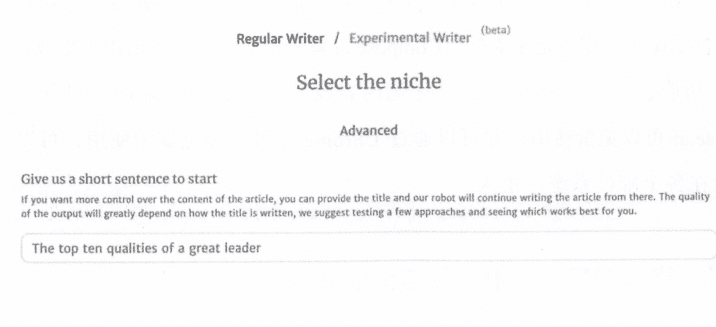 Regular Writer / Experimental Writer (beta)
Select the niche
Advanced
Give us a short sentence to start
If you want more control over the content of the article, you can provide the title and our robot will continue writing the article from there. The quality
of the output will greatly depend on how the title is written, we suggest testing a few approaches and seeing which works best for you.
The top ten qualities of a great leader